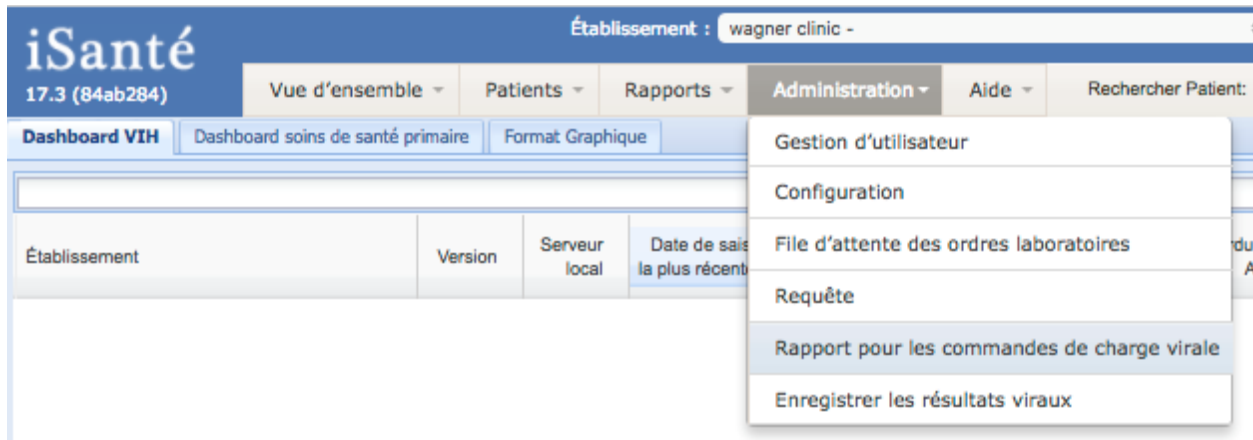 iSanté
Établissement : wagner clinic -
17.3 (84ab284)
Vue d'ensemble Patients Rapports Administration Aide Rechercher Patient:
Dashboard VIH Dashboard soins de santé primaire Format Graphique
Gestion d'utilisateur
Configuration
File d'attente des ordres laboratoires
Requête
Rapport pour les commandes de charge virale
Enregistrer les résultats viraux
Établissement
Version
Serveur
local
Date de sais
la plus récent